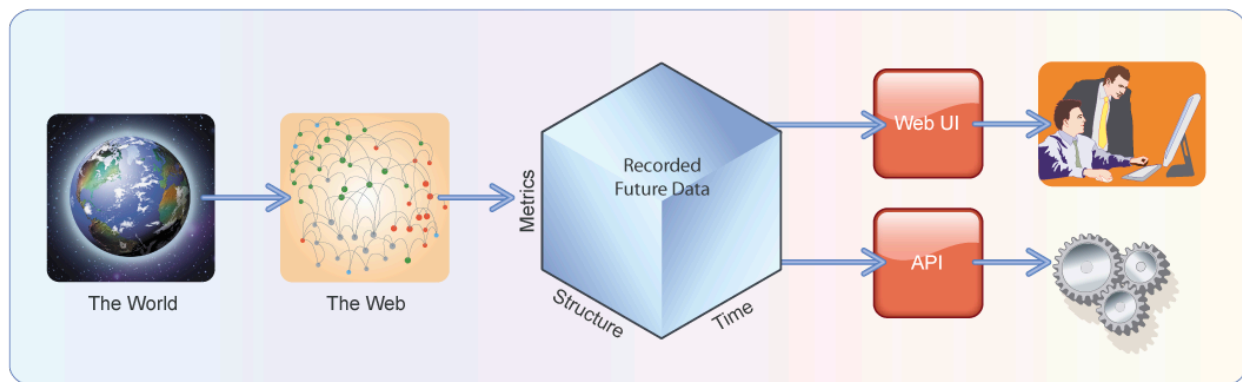 The World
The Web
Metrics
Structure
Time
Recorded
Future Data
Web UI
API